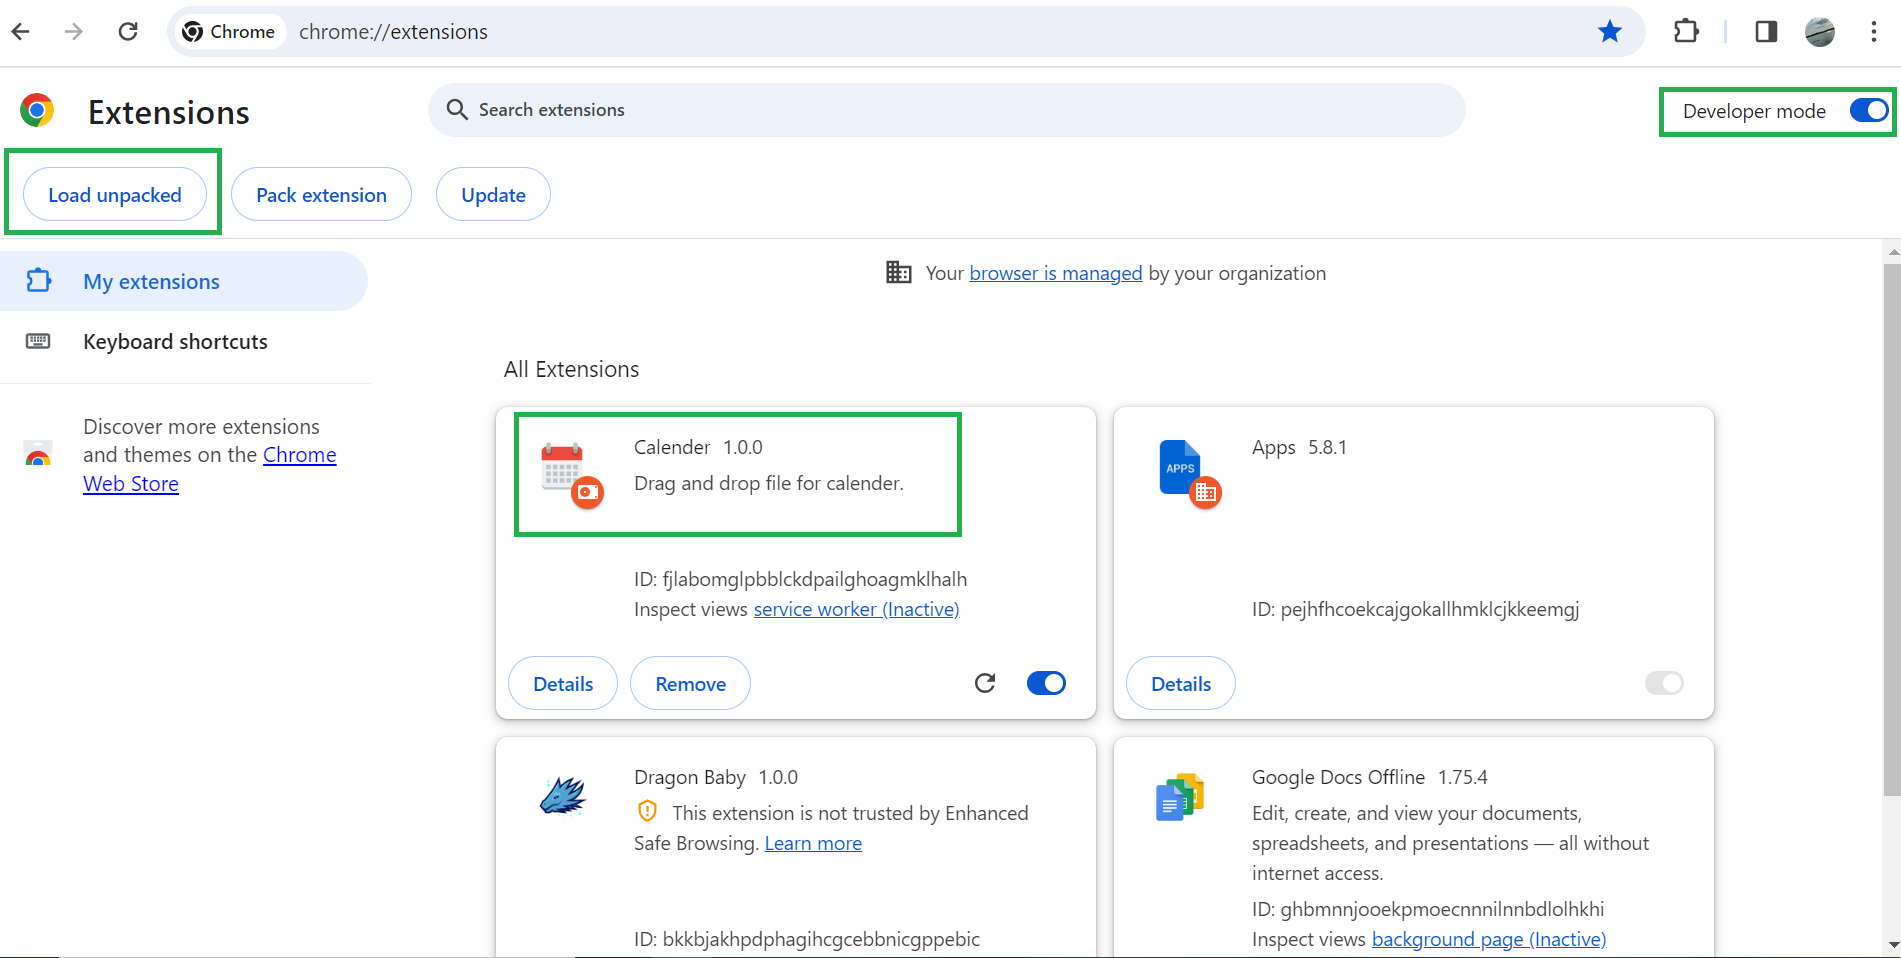 Chrome chrome://extensions
Extensions
Search extensions
Developer mode
Load unpacked
Pack extension
Update
My extensions
Keyboard shortcuts
Discover more extensions
and themes on the Chrome
Web Store
Your browser is managed by your organization
All Extensions
Calender 1.0.0
Drag and drop file for calender.
ID: fjlabomglpbblckdpailghoagmklhalh
Inspect views service worker (Inactive)
Details
Remove
APPS
Apps 5.8.1
ID: pejhfhcoekcajgokallhmklcjkkeemgj
Details
Dragon Baby 1.0.0
This extension is not trusted by Enhanced
Safe Browsing. Learn more
ID: bkkbjakhpdphagihcgcebbnicgppebic
Google Docs Offline 1.75.4
Edit, create, and view your documents,
spreadsheets, and presentations — all without
internet access.
ID: ghbmnnjooekpmoecnnnilnnbdlolhkhi
Inspect views background page (Inactive)